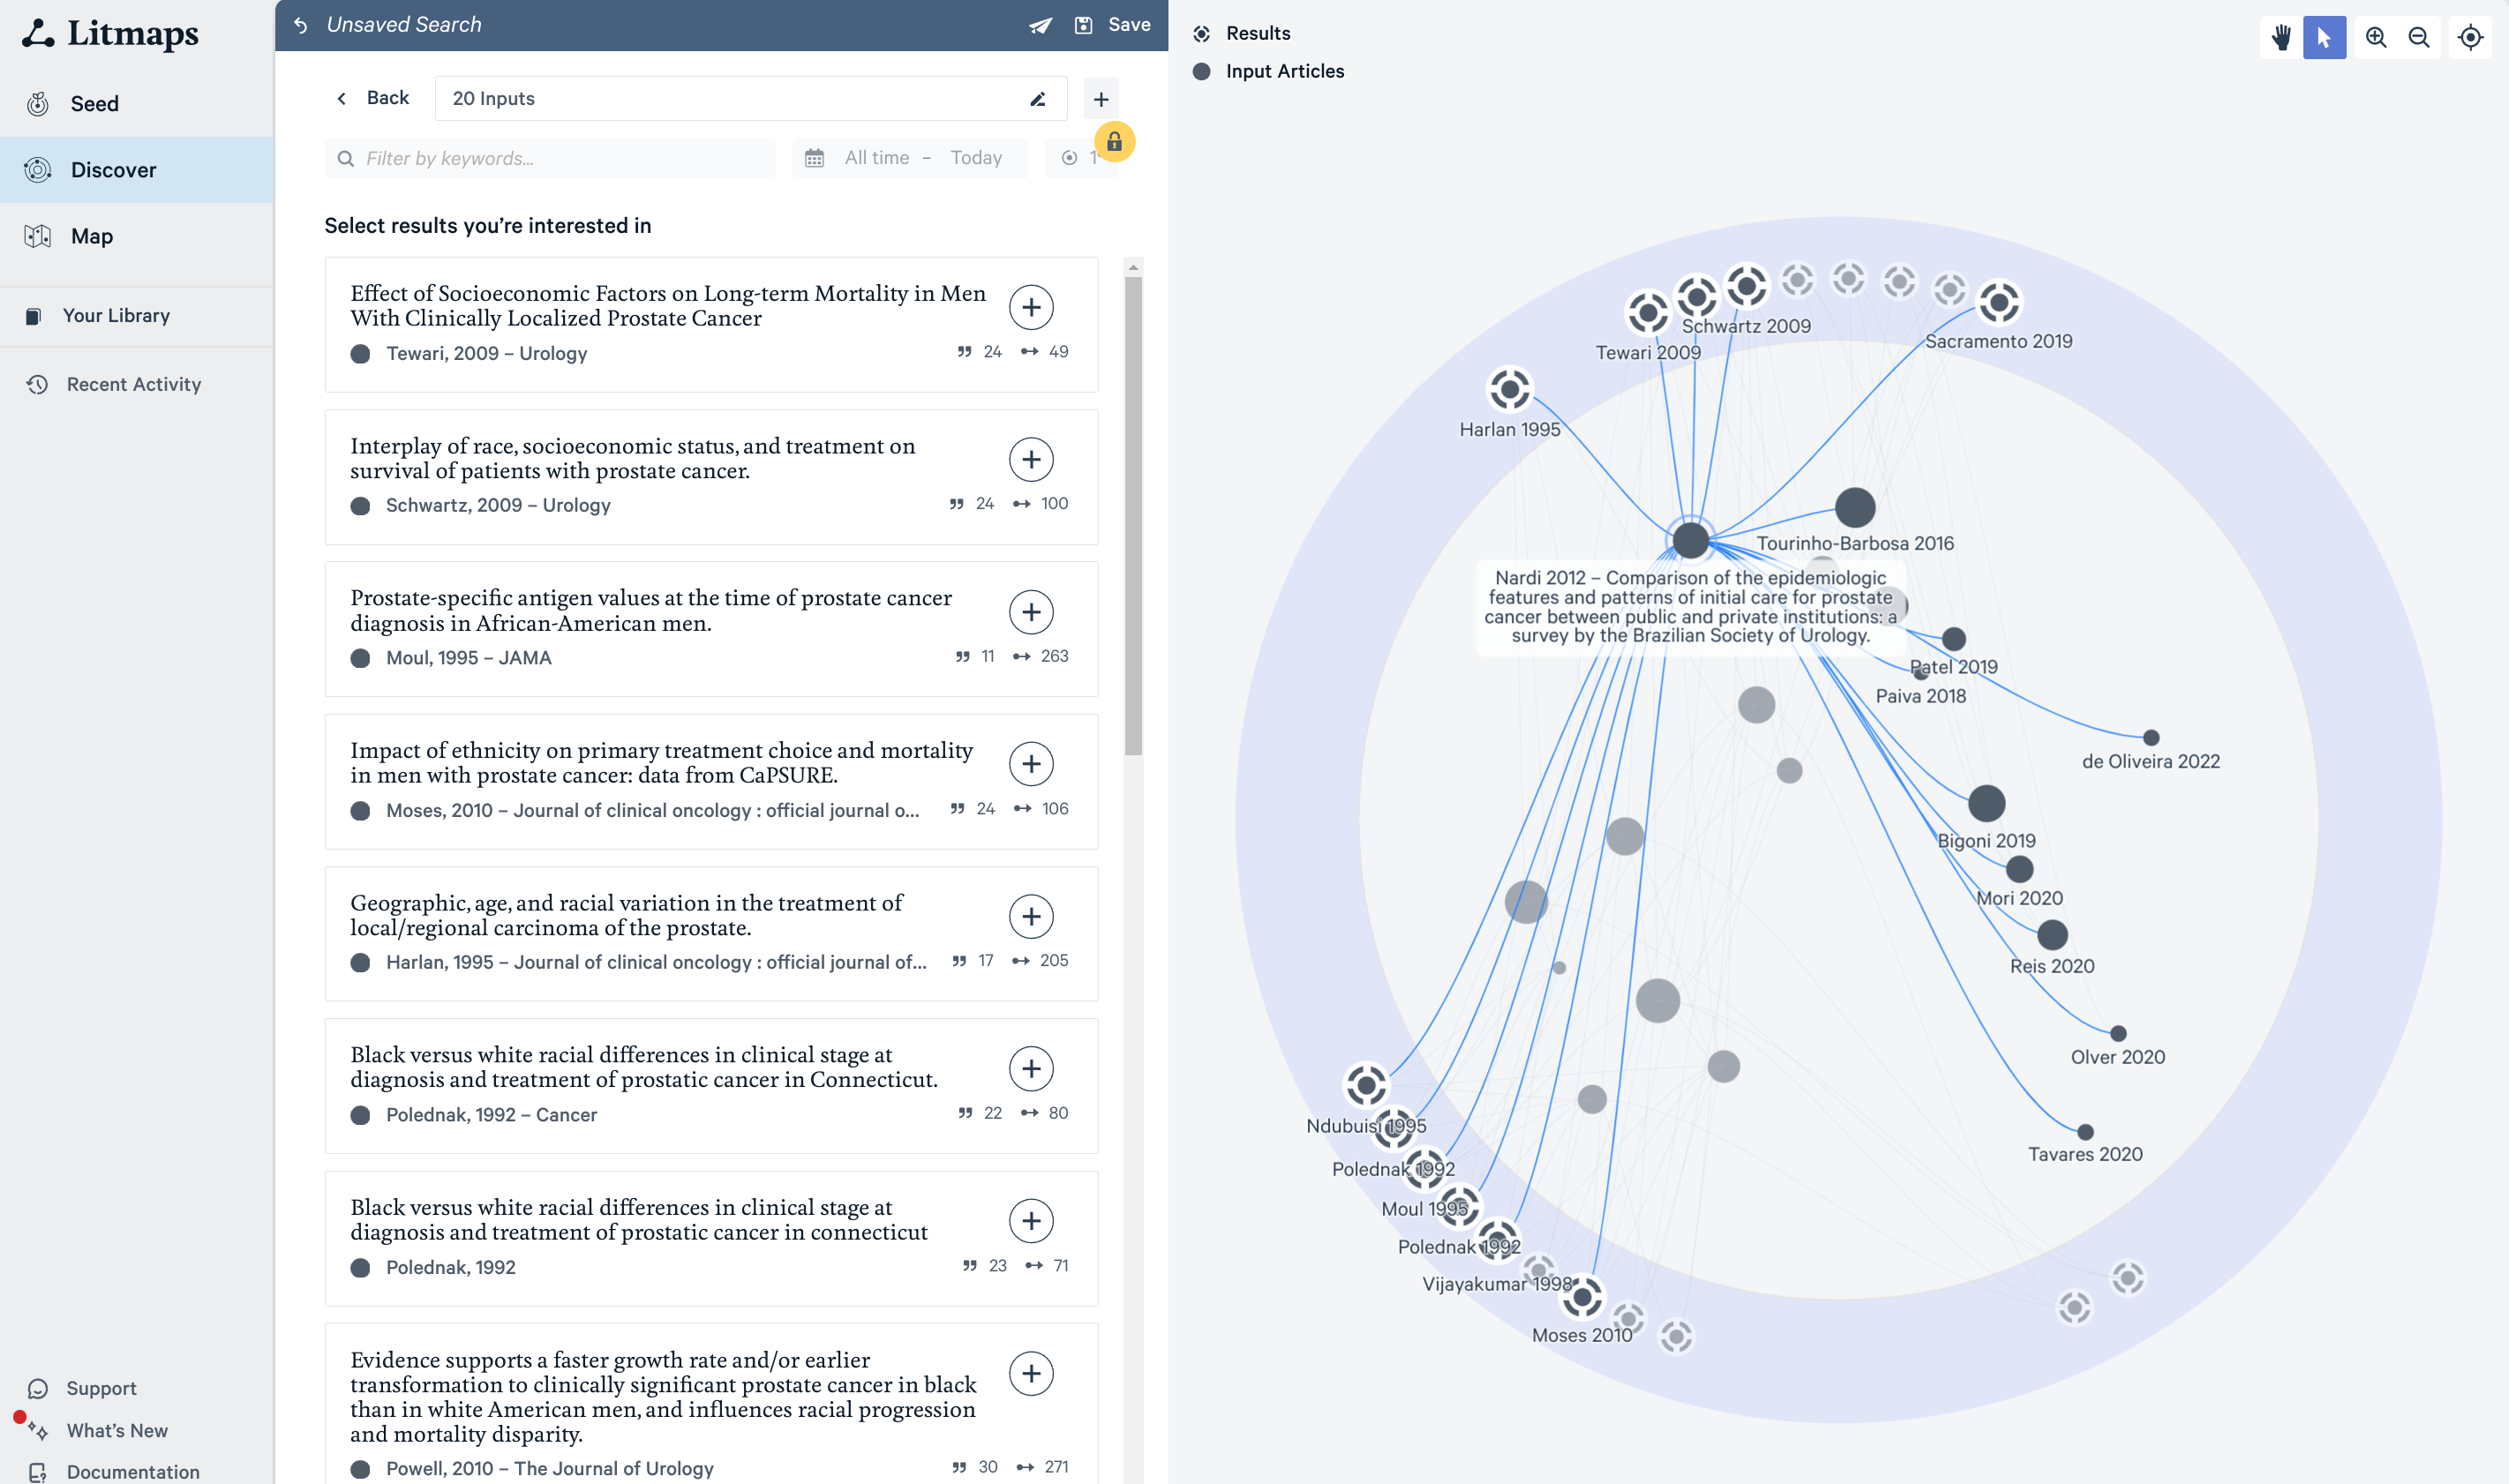 Litmaps
Seed
Discover
Map
Your Library
Recent Activity
Support
What's New
Documentation
Unsaved Search
Save
Back
20 Inputs
Filter by keywords...
All time – Today
Select results you're interested in
Effect of Socioeconomic Factors on Long-term Mortality in Men
With Clinically Localized Prostate Cancer
Tewari, 2009 – Urology
24 49
Interplay of race, socioeconomic status, and treatment on
survival of patients with prostate cancer.
Schwartz, 2009 – Urology
24 100
Prostate-specific antigen values at the time of prostate cancer
diagnosis in African-American men.
Moul, 1995 – JAMA
11 263
Impact of ethnicity on primary treatment choice and mortality
in men with prostate cancer: data from CaPSURE.
Moses, 2010 – Journal of clinical oncology : official journal o...
24 106
Geographic, age, and racial variation in the treatment of
local/regional carcinoma of the prostate.
Harlan, 1995 – Journal of clinical oncology : official journal of...
17 205
Black versus white racial differences in clinical stage at
diagnosis and treatment of prostatic cancer in Connecticut.
Polednak, 1992 – Cancer
22 80
Black versus white racial differences in clinical stage at
diagnosis and treatment of prostatic cancer in connecticut
Polednak, 1992
23 71
Evidence supports a faster growth rate and/or earlier
transformation to clinically significant prostate cancer in black
than in white American men, and influences racial progression
and mortality disparity.
Powell, 2010 – The Journal of Urology
30 271
Results
Input Articles
Schwartz 2009
Sacramento 2019
Tewari 2009
Harlan 1995
Tourinho-Barbosa 2016
Nardi 2012 – Comparison of the epidemiologic
features and patterns of initial care for prostate
cancer between public and private institutions: a
survey by the Brazilian Society of Urology.
Patel 2019
Paiva 2018
de Oliveira 2022
Bigoni 2019
Mori 2020
Reis 2020
Olver 2020
Ndubuisi 1995
Tavares 2020
Polednak 1992
Moul 1995
Polednak 1992
Vijayakumar 1998
Moses 2010